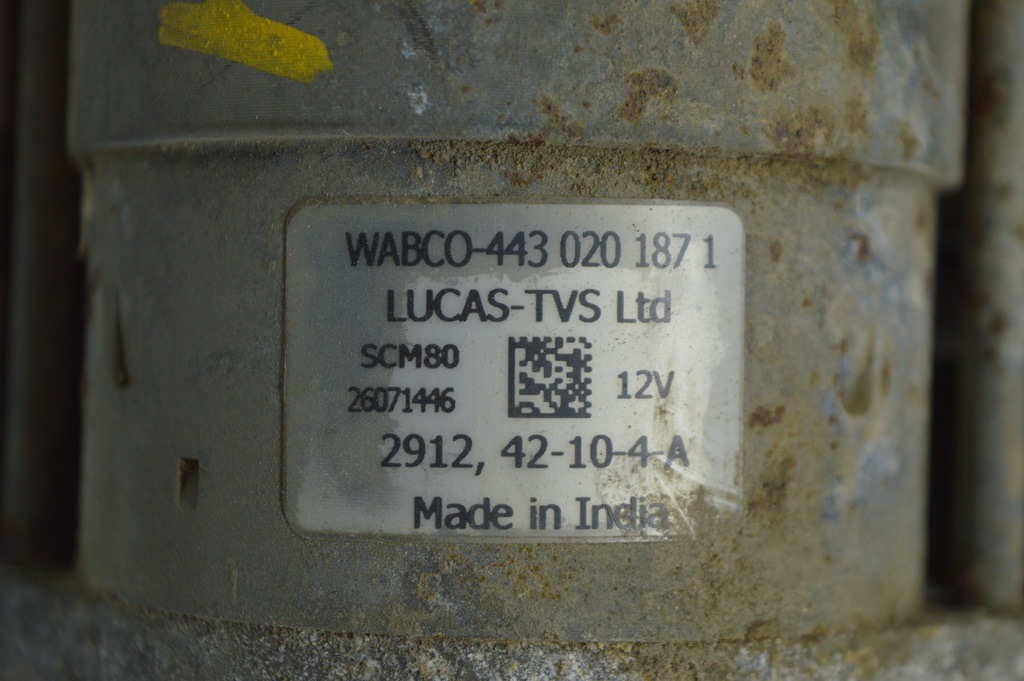 WABCO-443 020 187 1
LUCAS-TVS Ltd
SCM80
26071446
12V
2912, 42-10-4-A
Made in India